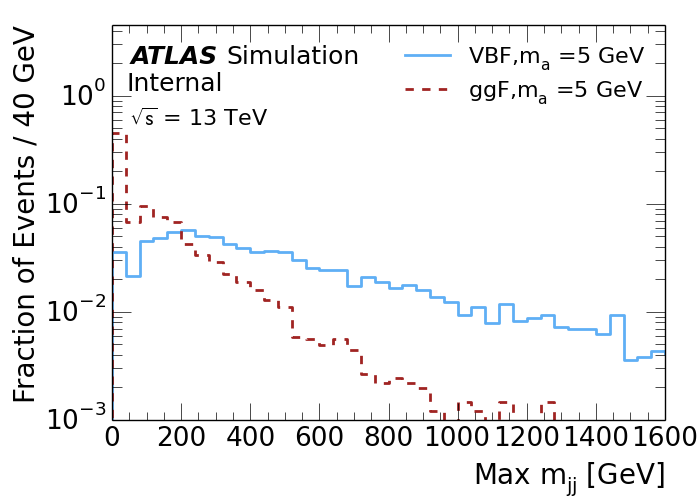 ATLAS Simulation
Internal
√s = 13 TeV
VBF,m_a =5 GeV
ggF,m_a =5 GeV
Fraction of Events / 40 GeV
10^0
10^−1
10^−2
10^−3
0 200 400 600 800 1000 1200 1400 1600
Max m_jj [GeV]